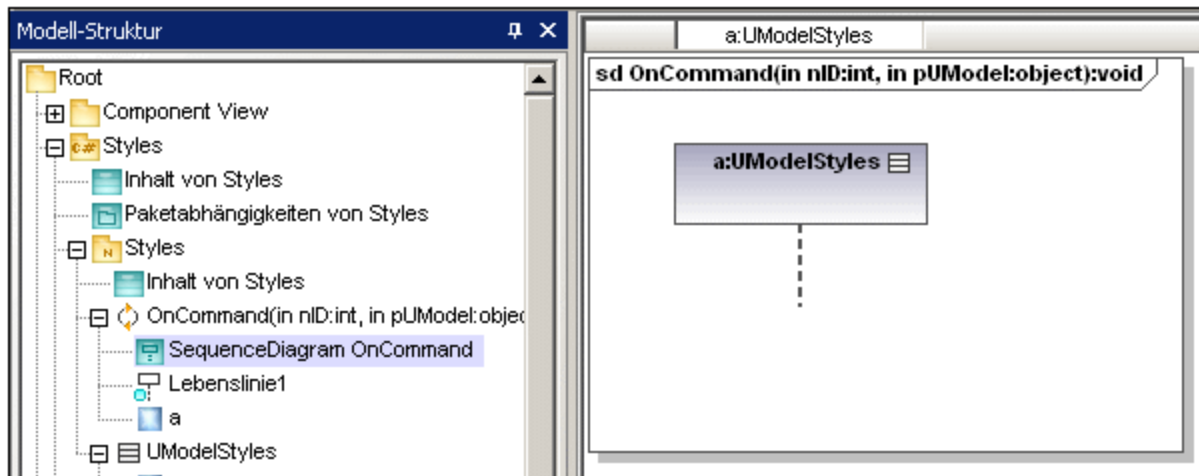 Modell-Struktur
Root
Component View
c# Styles
Inhalt von Styles
Paketabhängigkeiten von Styles
N Styles
Inhalt von Styles
OnCommand(in nID:int, in pUModel:objec
SequenceDiagram OnCommand
Lebenslinie1
a
UModelStyles
a:UModelStyles
sd OnCommand(in nID:int, in pUModel:object):void
a:UModelStyles